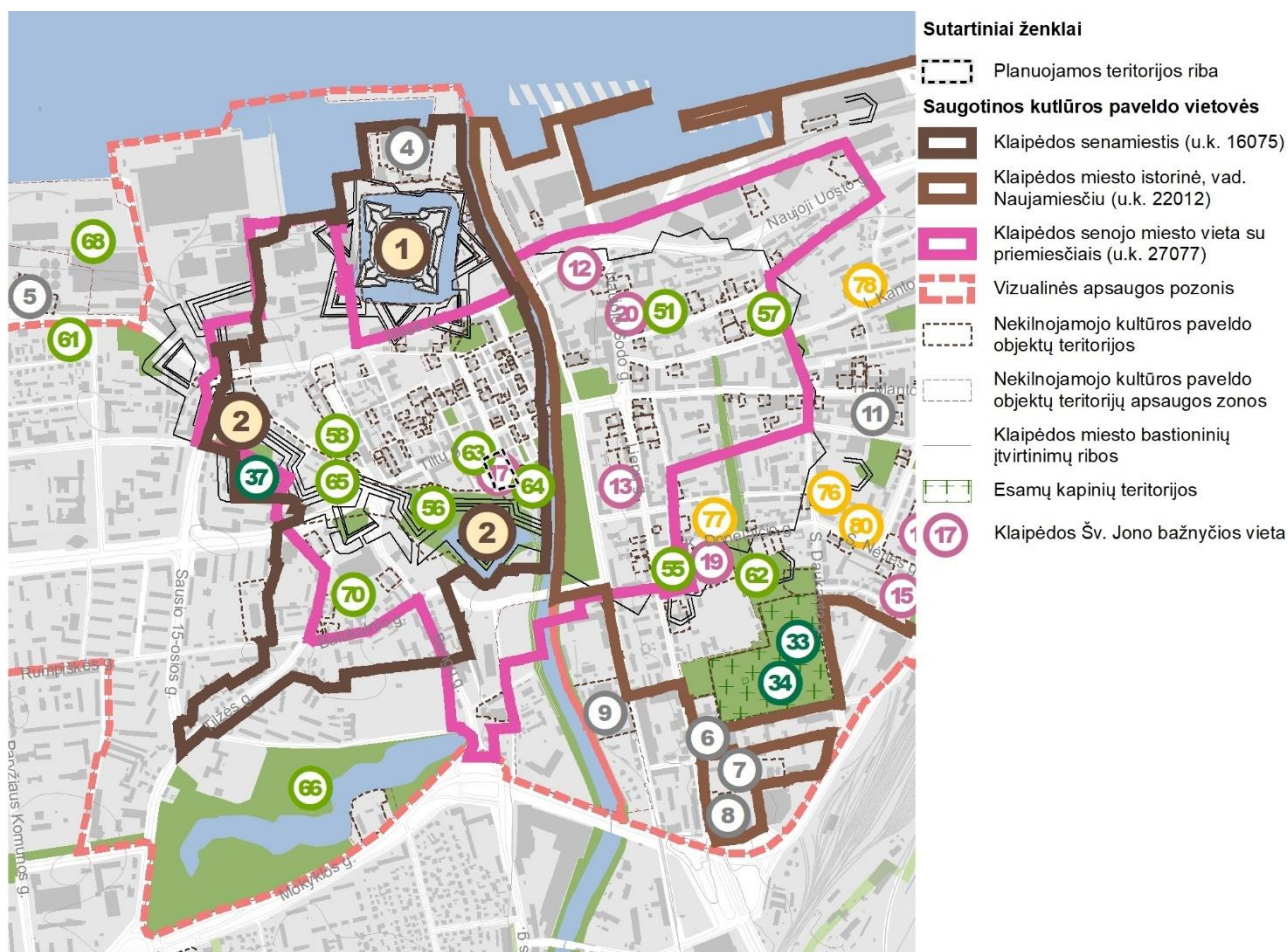 Sutartiniai ženklai
Planuojamos teritorijos riba
Saugotinos kutlūros paveldo vietovės
Klaipėdos senamiestis (u.k. 16075)
Klaipėdos miesto istorinė, vad.
Naujamiesčiu (u.k. 22012)
Klaipėdos senojo miesto vieta su
priemiesčiais (u.k. 27077)
Vizualinės apsaugos pozonis
Nekilnojamojo kultūros paveldo
objektų teritorijos
Nekilnojamojo kultūros paveldo
objektų teritorijų apsaugos zonos
Klaipėdos miesto bastioninių
įtvirtinimų ribos
Esamų kapinių teritorijos
17
Klaipėdos Šv. Jono bažnyčios vieta
4
1
68
5
61
12
20
51
57
78
Naujoji Uosto g.
2
37
58
65
63
17
64
56
2
13
11
76
77
80
55
19
62
15
70
33
34
9
6
7
8
66
Sausio 15-osios g.
Rumpiškės g.
Tilžės g.
Mokyklos g.
S. Nėries g.